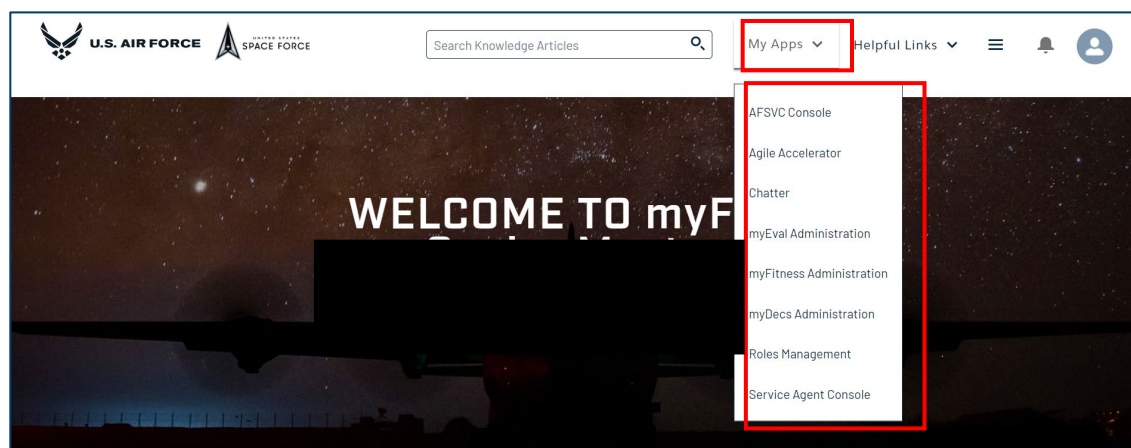 U.S. AIR FORCE
UNITED STATES
SPACE FORCE
Search Knowledge Articles
My Apps
Helpful Links
AFSVC Console
Agile Accelerator
Chatter
myEval Administration
myFitness Administration
myDecs Administration
Roles Management
Service Agent Console
WELCOME TO myF